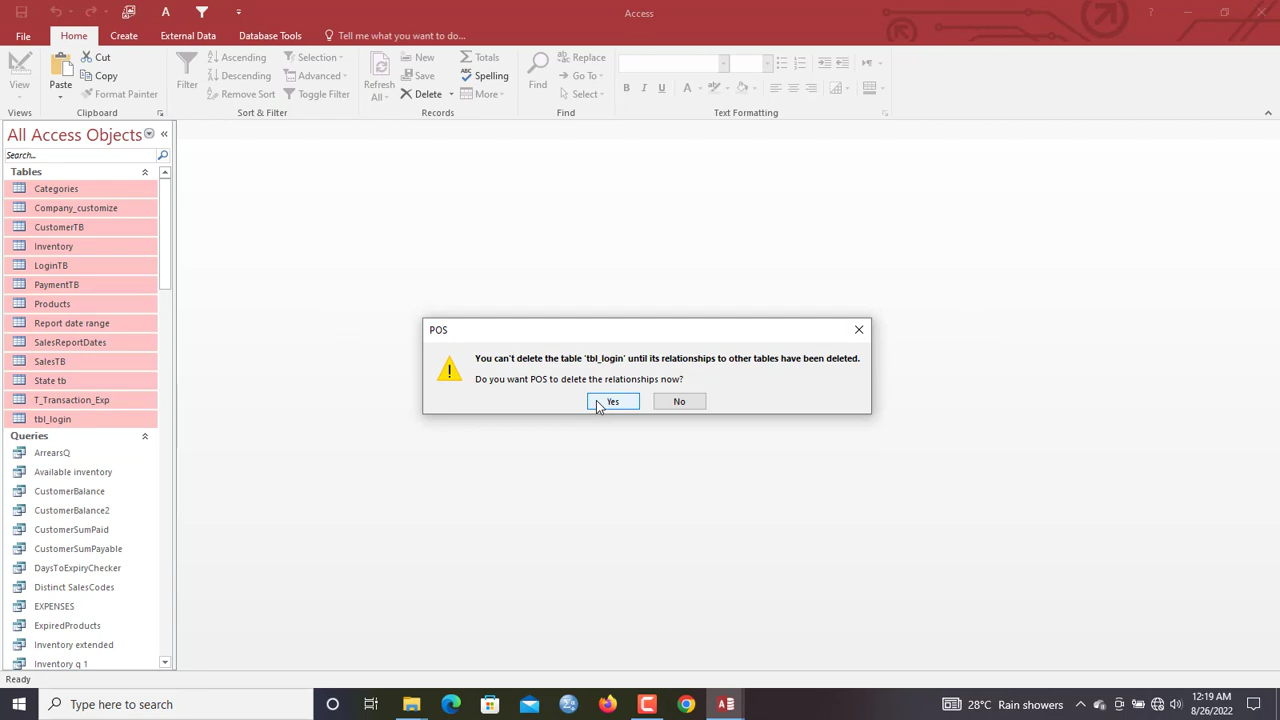 Access
File Home Create External Data Database Tools Tell me what you want to do...
View
Views
Paste
Cut
Copy
Format Painter
Clipboard
Filter
Ascending
Descending
Remove Sort
Selection
Advanced
Toggle Filter
Sort & Filter
Refresh
All
New
Save
Delete
Totals
Spelling
More
Records
Find
Replace
Go To
Select
Find
B I U
A
Text Formatting
All Access Objects
Search...
Tables
Categories
Company_customize
CustomerTB
Inventory
LoginTB
PaymentTB
Products
Report date range
SalesReportDates
SalesTB
State tb
T_Transaction_Exp
tbl_login
Queries
ArrearsQ
Available inventory
CustomerBalance
CustomerBalance2
CustomerSumPaid
CustomerSumPayable
DaysToExpiryChecker
Distinct SalesCodes
EXPENSES
ExpiredProducts
Inventory extended
Inventory q 1
POS
You can't delete the table 'tbl_login' until its relationships to other tables have been deleted.
Do you want POS to delete the relationships now?
Yes No
Ready
Type here to search
28°C Rain showers
12:19 AM
8/26/2022